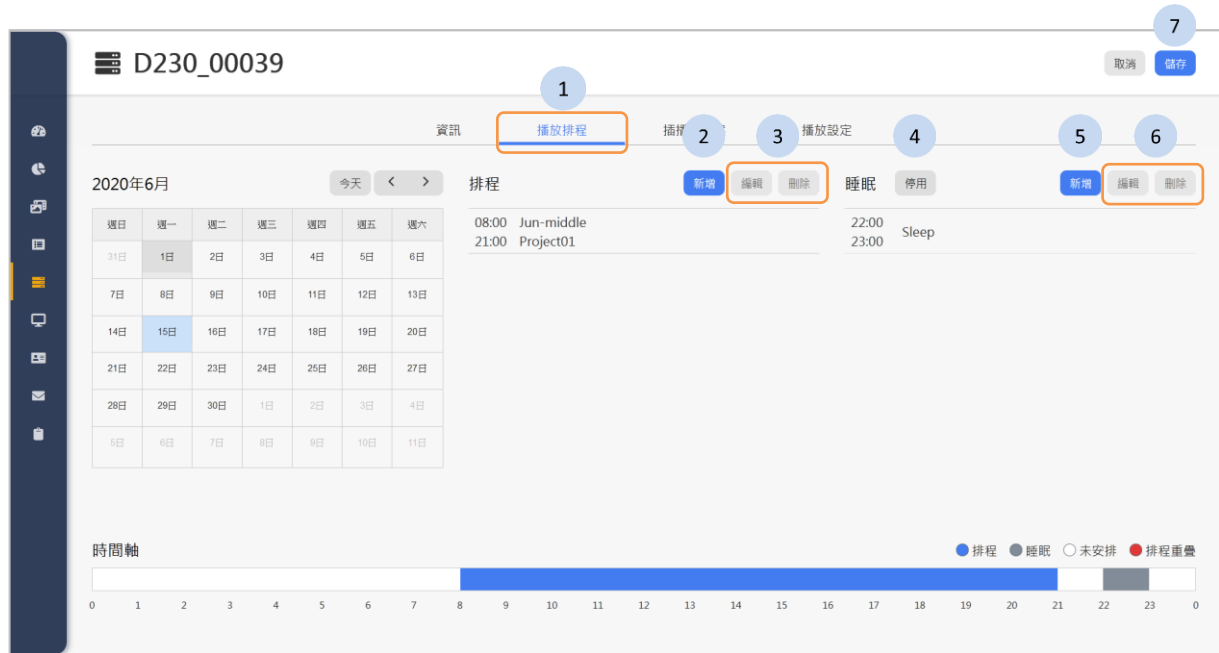 7
D230_00039
取消 儲存
1
資訊 播放排程 插播 播放設定
2 3 4 5 6
2020年6月 今天 < > 排程 新增 編輯 刪除 睡眠 停用 新增 編輯 刪除
週日 週一 週二 週三 週四 週五 週六
08:00 Jun-middle
21:00 Project01
22:00
23:00 Sleep
31日 1日 2日 3日 4日 5日 6日
7日 8日 9日 10日 11日 12日 13日
14日 15日 16日 17日 18日 19日 20日
21日 22日 23日 24日 25日 26日 27日
28日 29日 30日 1日 2日 3日 4日
5日 6日 7日 8日 9日 10日 11日
時間軸 排程 睡眠 未安排 排程重疊
0 1 2 3 4 5 6 7 8 9 10 11 12 13 14 15 16 17 18 19 20 21 22 23 0